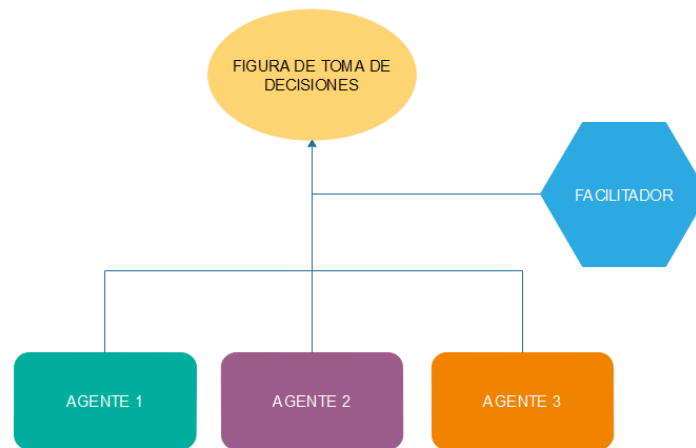 FIGURA DE TOMA DE
DECISIONES
FACILITADOR
AGENTE 1
AGENTE 2
AGENTE 3